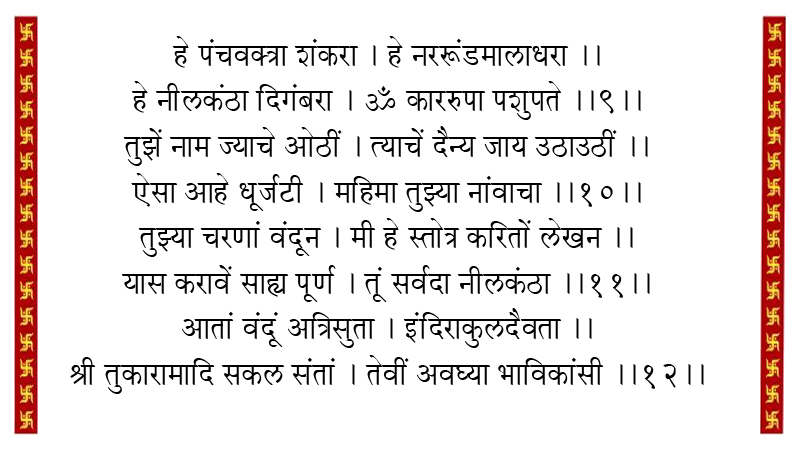 हे पंचवक्त्रा शंकरा । हे नररूंडमालाधरा ।।
हे नीलकंठा दिगंबरा । ॐ काररुपा पशुपते ।।९।।
तुझें नाम ज्याचे ओठीं । त्याचें दैन्य जाय उठाउठीं ।।
ऐसा आहे धूर्जटी । महिमा तुझ्या नांवाचा ।।१०।।
तुझ्या चरणां वंदून । मी हे स्तोत्र करितों लेखन ।।
यास करावें साह्य पूर्ण । तूं सर्वदा नीलकंठा ।।११।।
आतां वंदूं अत्रिसुता । इंदिराकुलदैवता ।।
श्री तुकारामादि सकल संतां । तेवीं अवघ्या भाविकांसी ।।१२।।